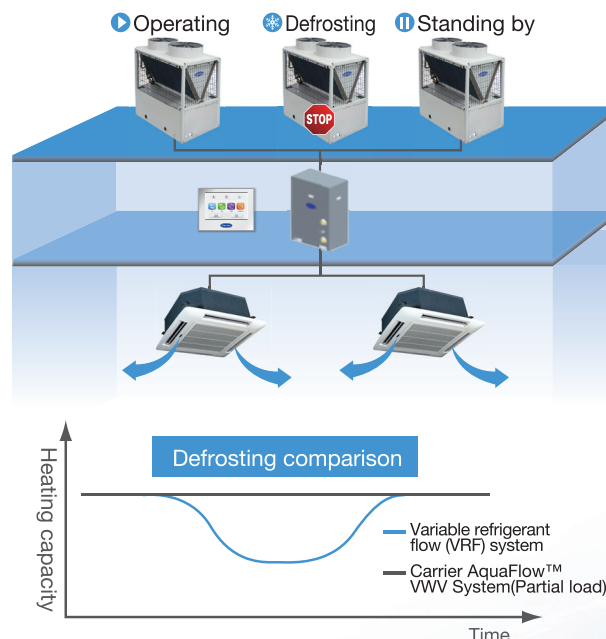 Operating
Defrosting
Standing by
STOP
Defrosting comparison
Heating capacity
Variable refrigerant
flow (VRF) system
Carrier AquaFlow™
VWV System(Partial load)
Time